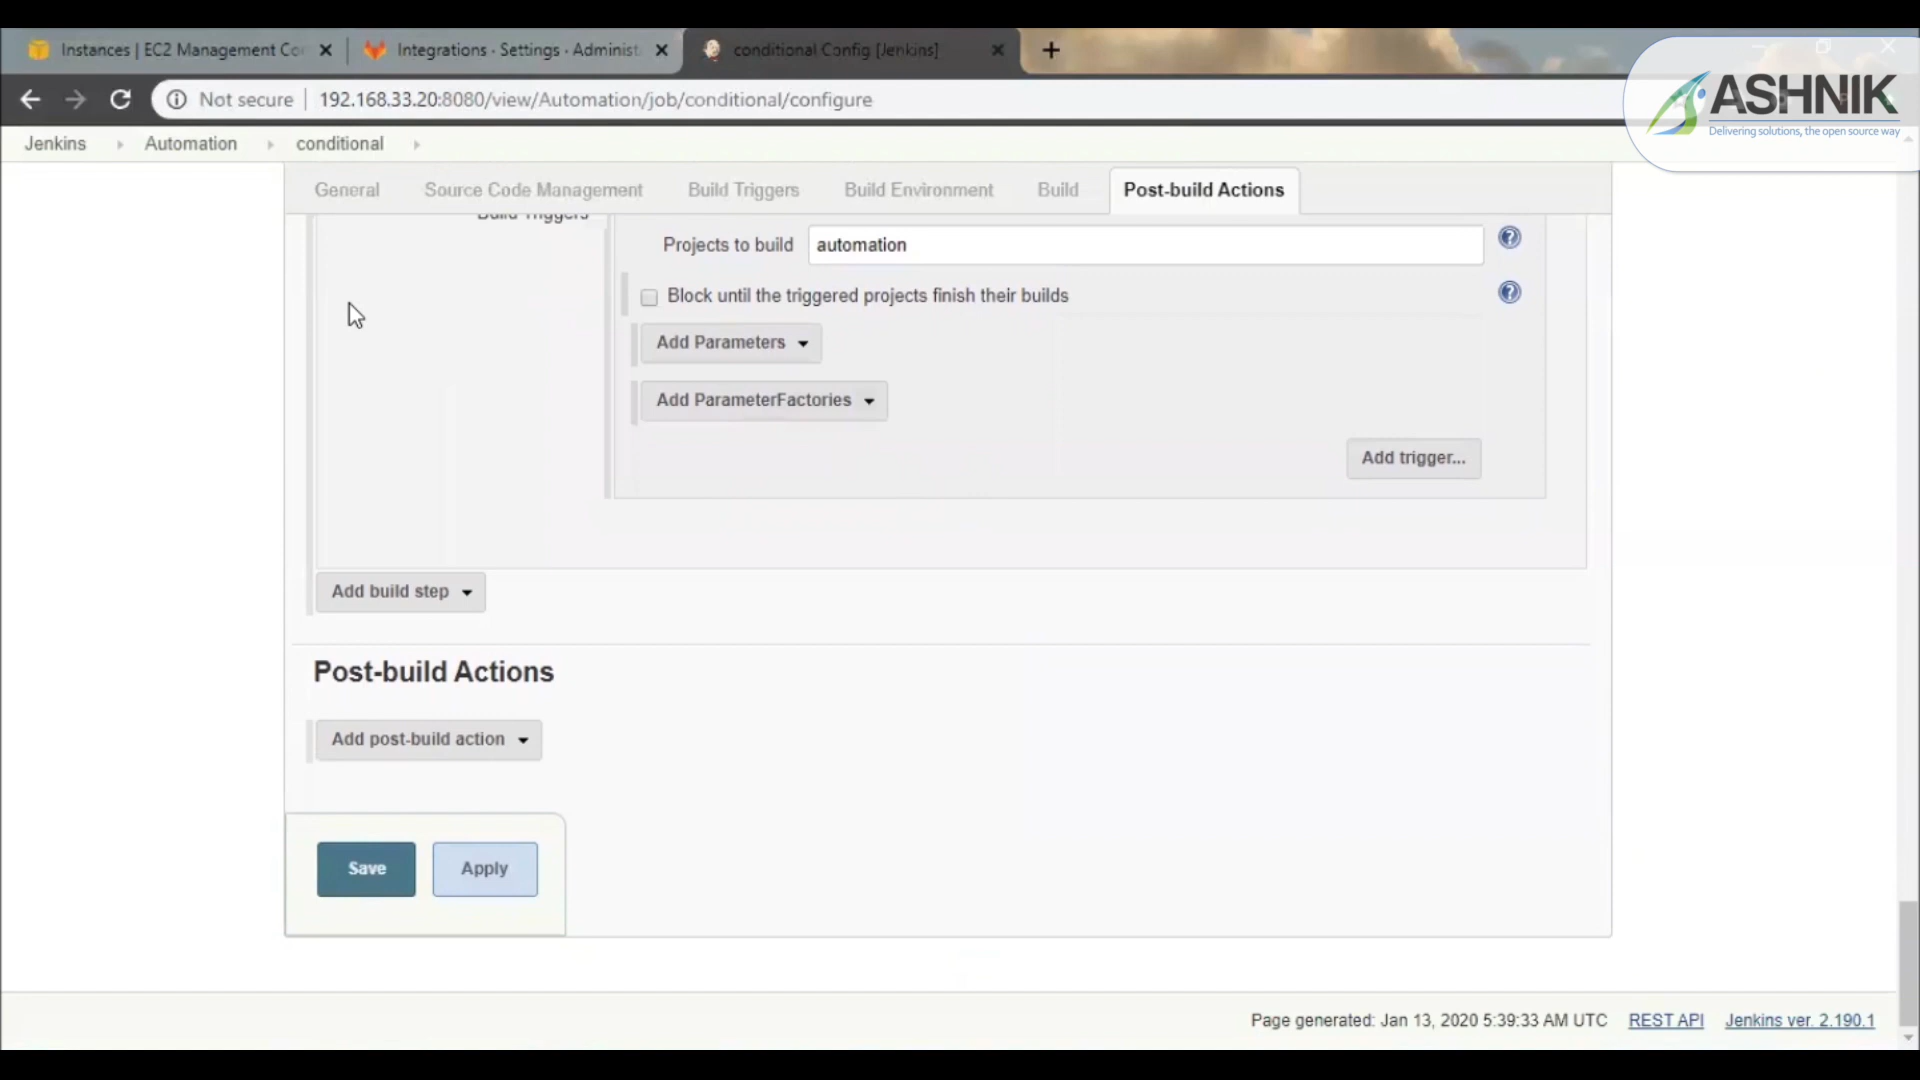 Instances | EC2 Management Co
Integrations · Settings · Administ
conditional Config [Jenkins]
Not secure
192.168.33.20:8080/view/Automation/job/conditional/configure
ASHNIK
Delivering solutions, the open source way
Jenkins
Automation
conditional
General
Source Code Management
Build Triggers
Build Environment
Build
Post-build Actions
Build Triggers
Projects to build
automation
Block until the triggered projects finish their builds
Add Parameters
Add ParameterFactories
Add trigger...
Add build step
Post-build Actions
Add post-build action
Save
Apply
Page generated: Jan 13, 2020 5:39:33 AM UTC
REST API
Jenkins ver. 2.190.1